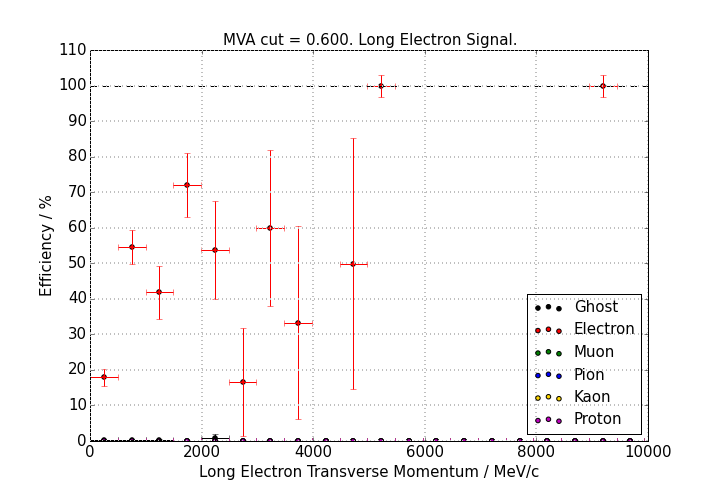 MVA cut = 0.600. Long Electron Signal.
110
100
90
80
70
60
50
40
30
20
10
0
Efficiency / %
Ghost
Electron
Muon
Pion
Kaon
Proton
0 2000 4000 6000 8000 10000
Long Electron Transverse Momentum / MeV/c